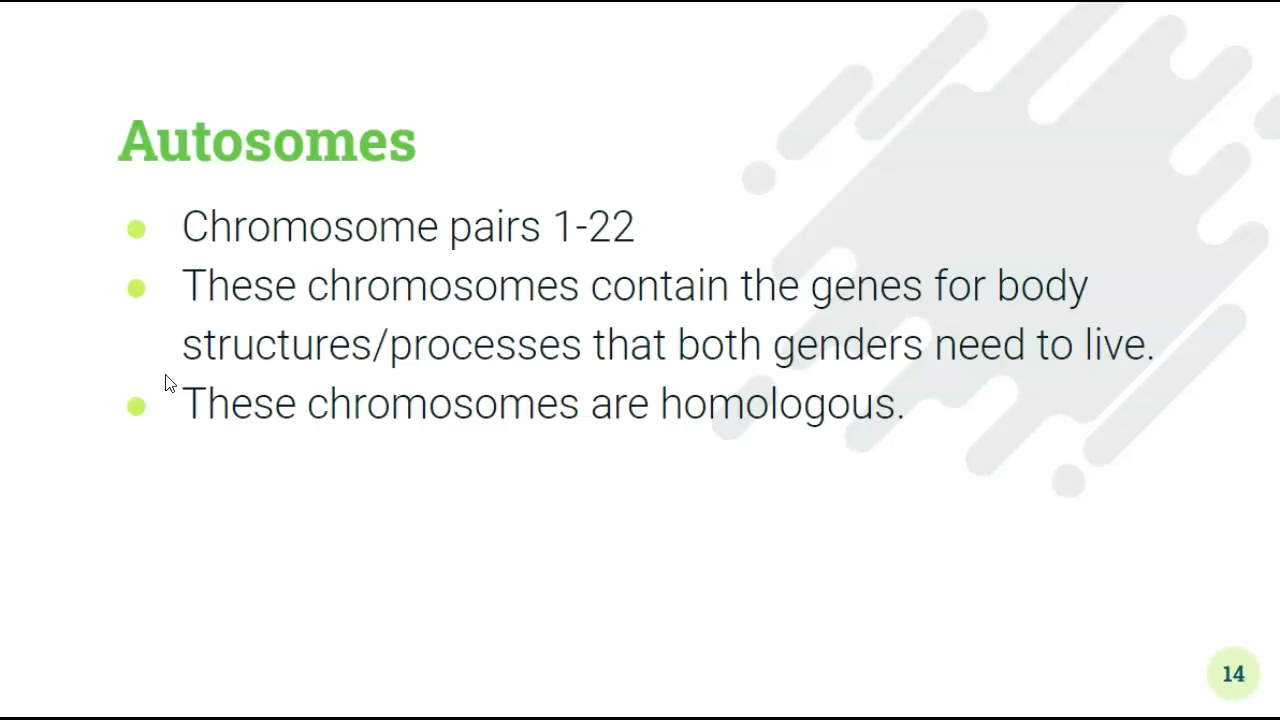 Autosomes
● Chromosome pairs 1-22
● These chromosomes contain the genes for body
structures/processes that both genders need to live.
● These chromosomes are homologous.
14